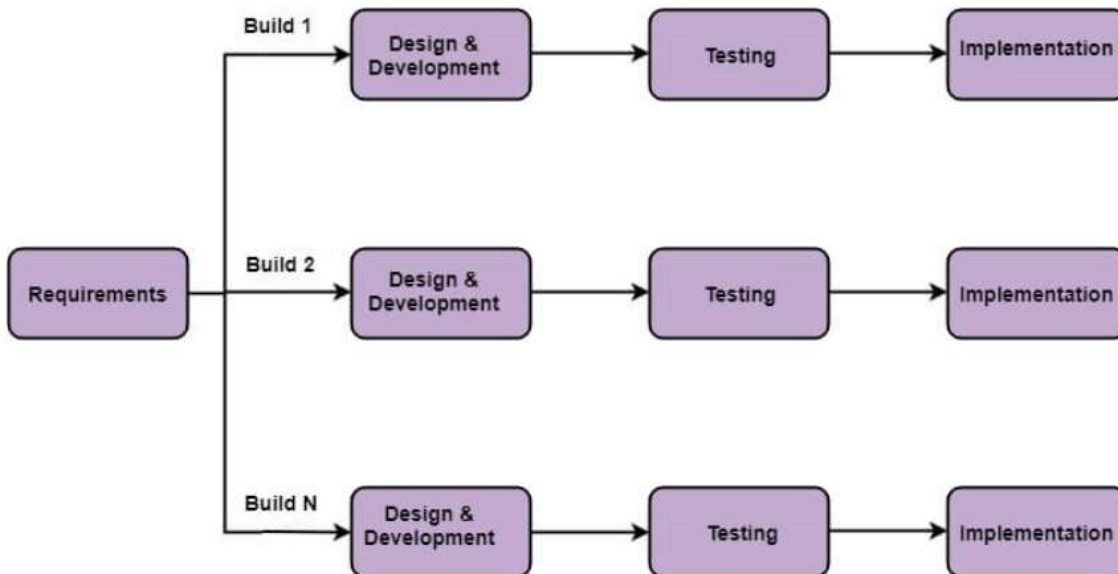 Build 1
Design &
Development
Testing
Implementation
Requirements
Build 2
Design &
Development
Testing
Implementation
Build N
Design &
Development
Testing
Implementation